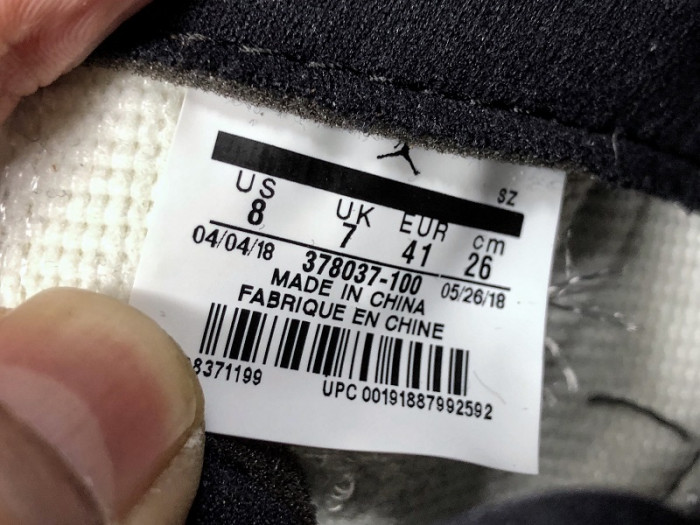 SZ
US UK EUR cm
8 7 41 26
04/04/18 378037-100 05/26/18
MADE IN CHINA
FABRIQUE EN CHINE
8371199 UPC 00191887992592